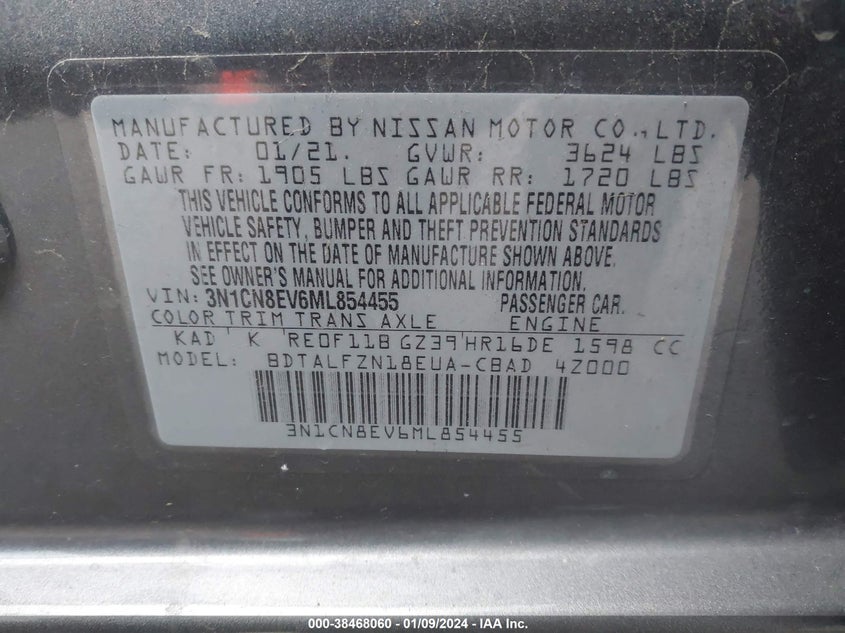 MANUFACTURED BY NISSAN MOTOR CO., LTD.
DATE: 01/21. GVWR: 3624 LBS
GAWR FR: 1905 LBS GAWR RR: 1720 LBS
THIS VEHICLE CONFORMS TO ALL APPLICABLE FEDERAL MOTOR
VEHICLE SAFETY, BUMPER AND THEFT PREVENTION STANDARDS
IN EFFECT ON THE DATE OF MANUFACTURE SHOWN ABOVE.
SEE OWNER'S MANUAL FOR ADDITIONAL INFORMATION.
VIN: 3N1CN8EV6ML854455 PASSENGER CAR.
COLOR TRIM TRANS AXLE ENGINE
KAD K RE0F11B GZ39 HR16DE 1598 CC
MODEL: BDTALFZN18EUA-CBAD 4Z000
3N1CN8EV6ML854455
000-38468060 - 01/09/2024 - IAA Inc.